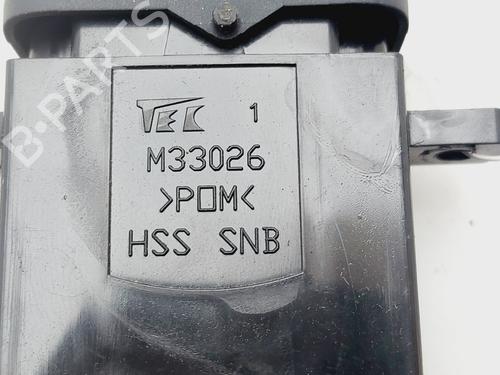 B-PARTS
TEC 1
M33026
>POM<
HSS SNB